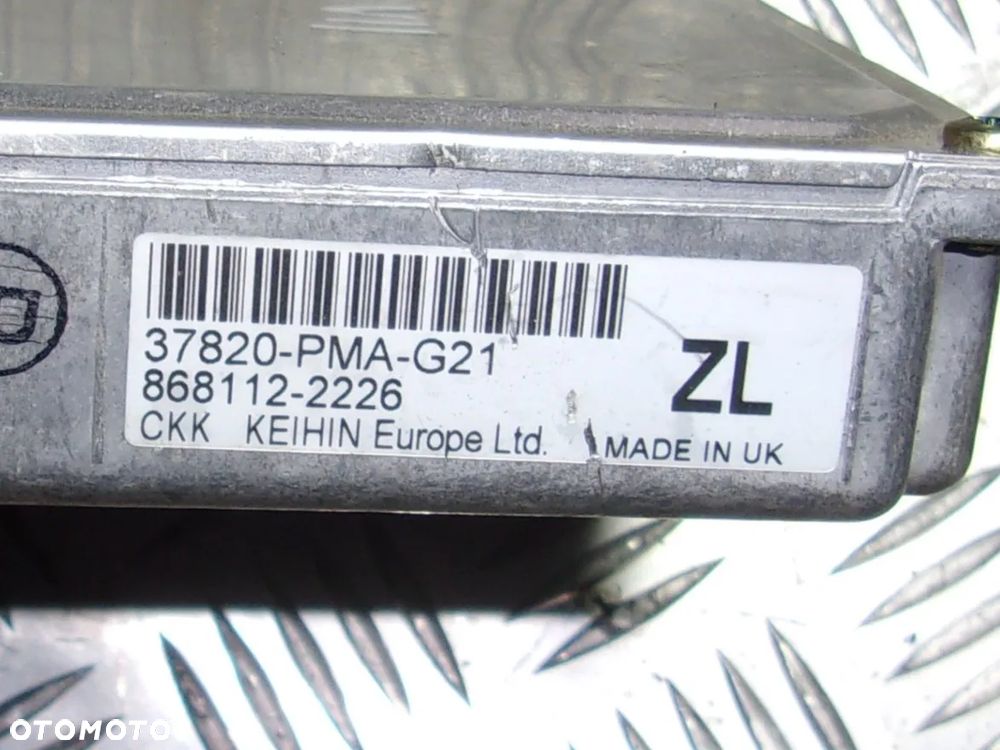 37820-PMA-G21
868112-2226
ZL
CKK KEIHIN Europe Ltd. MADE IN UK
OTOMOTO